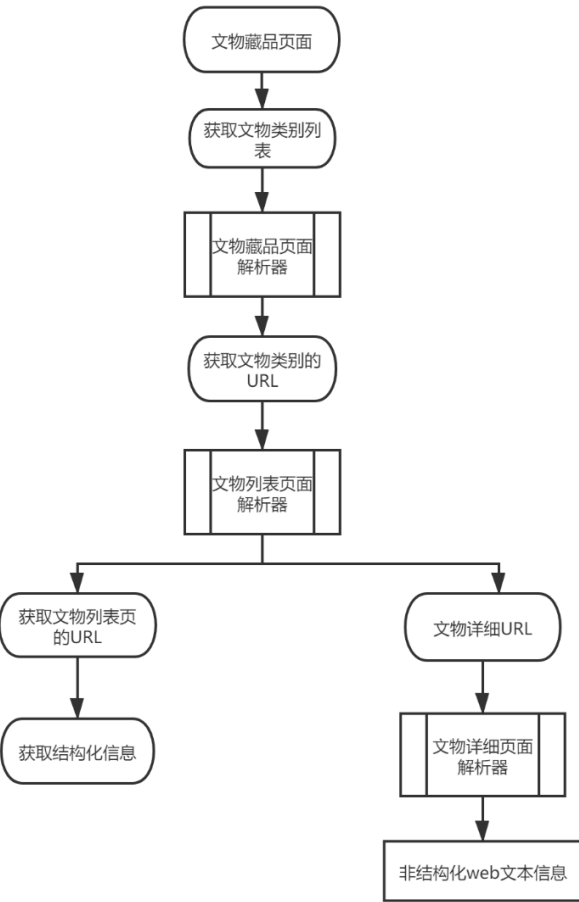 文物藏品页面
获取文物类别列
表
文物藏品页面
解析器
获取文物类别的
URL
文物列表页面
解析器
获取文物列表页
的URL
获取结构化信息
文物详细URL
文物详细页面
解析器
非结构化web文本信息